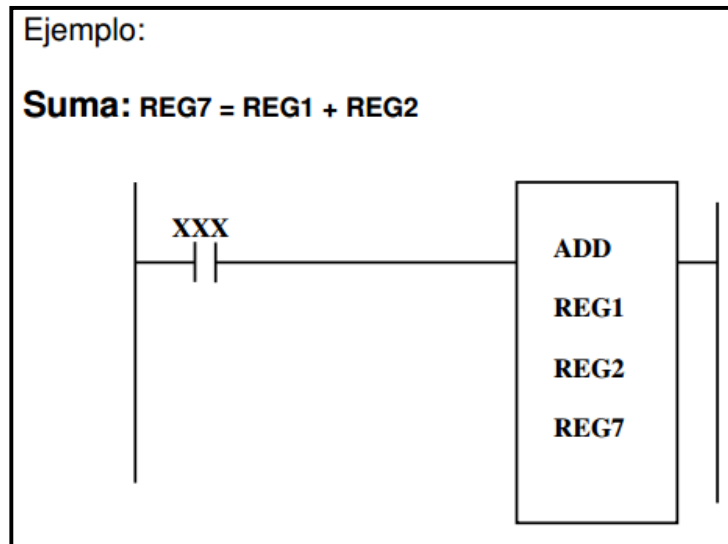 Ejemplo:
Suma: REG7 = REG1 + REG2
XXX
ADD
REG1
REG2
REG7